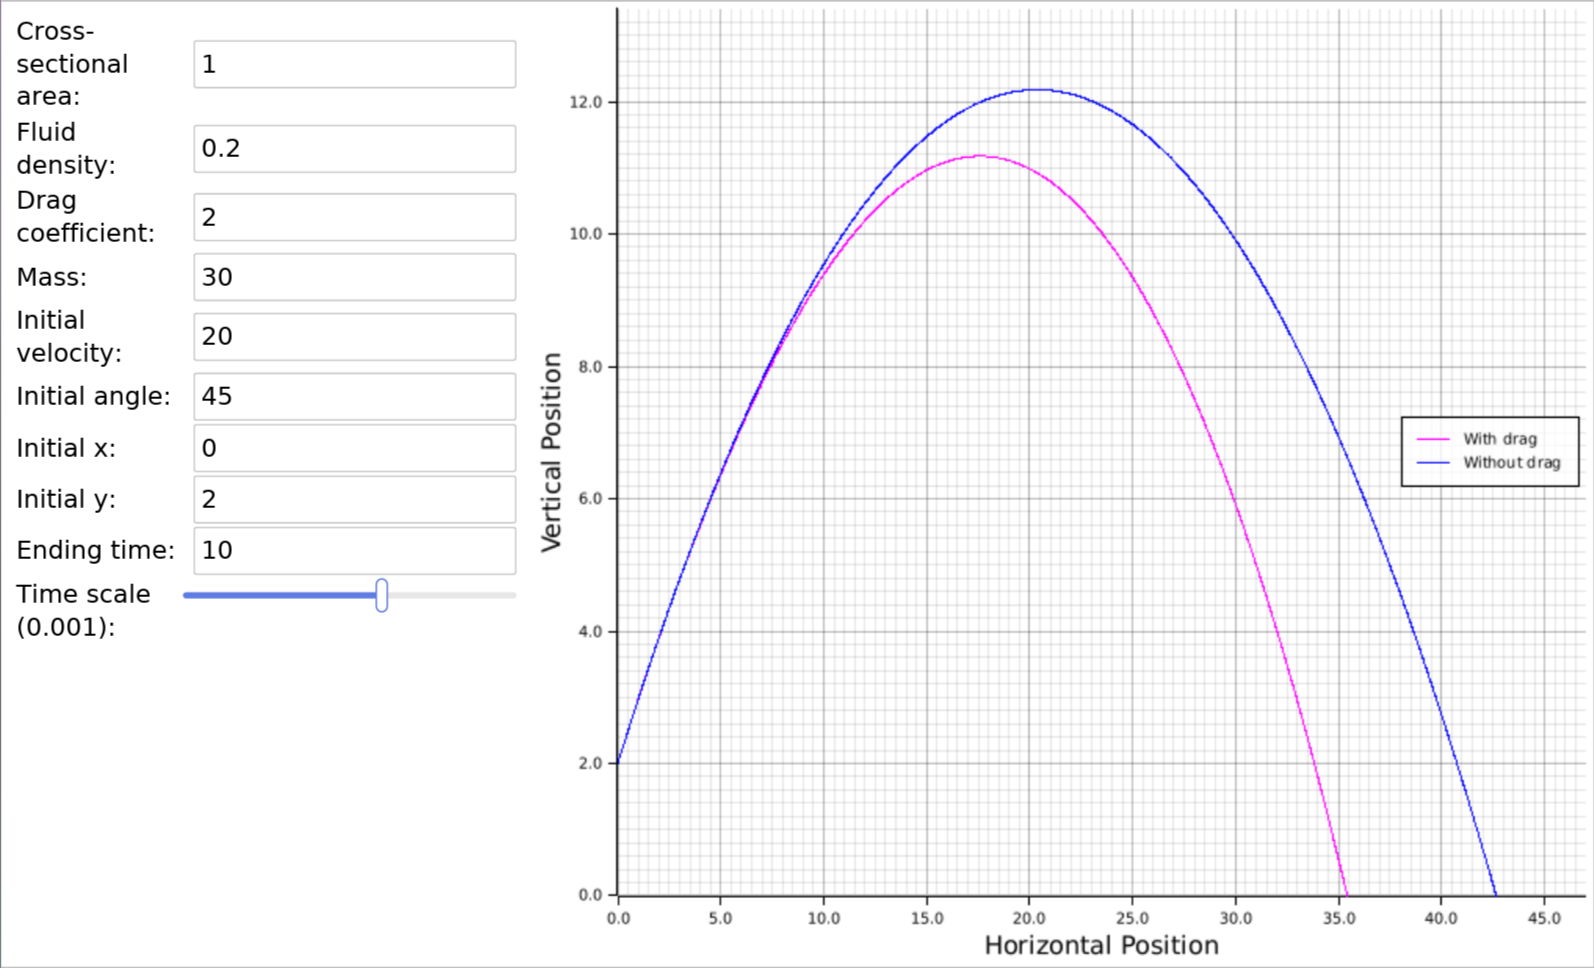 Cross-
sectional
area:
1
Fluid
density:
0.2
Drag
coefficient:
2
Mass:
30
Initial
velocity:
20
Initial angle:
45
Initial x:
0
Initial y:
2
Ending time:
10
Time scale
(0.001):
Vertical Position
12.0
10.0
8.0
6.0
4.0
2.0
0.0
0.0 5.0 10.0 15.0 20.0 25.0 30.0 35.0 40.0 45.0
Horizontal Position
With drag
Without drag